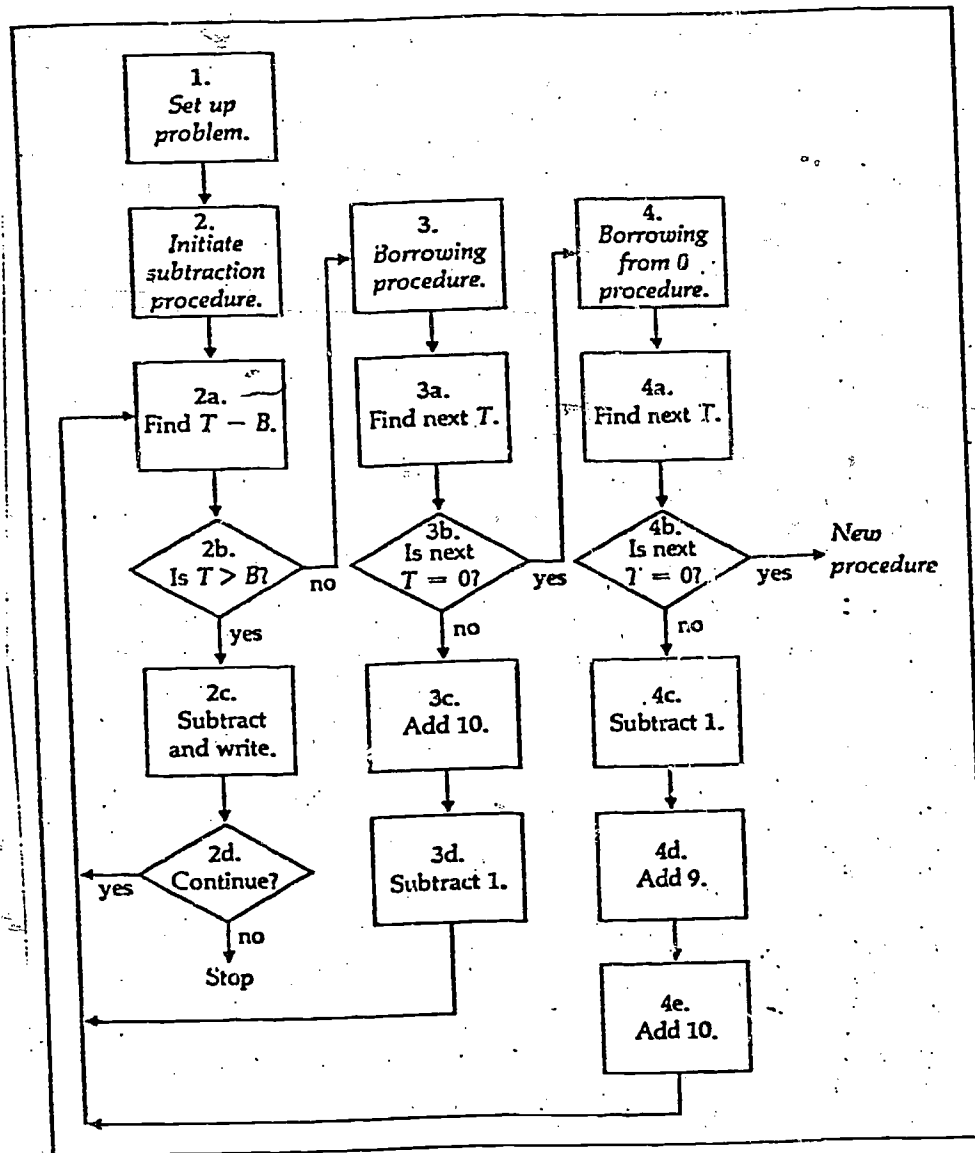 1.
Set up
problem.
2.
Initiate
subtraction
procedure.
2a.
Find T – B.
2b.
Is T > B?
no
yes
2c.
Subtract
and write.
2d.
Continue?
yes
no
Stop
3.
Borrowing
procedure.
3a.
Find next T.
3b.
Is next
T = 0?
yes
no
3c.
Add 10.
3d.
Subtract 1.
4.
Borrowing
from 0
procedure.
4a.
Find next T.
4b.
Is next
T = 0?
yes
no
New
procedure
4c.
Subtract 1.
4d.
Add 9.
4e.
Add 10.